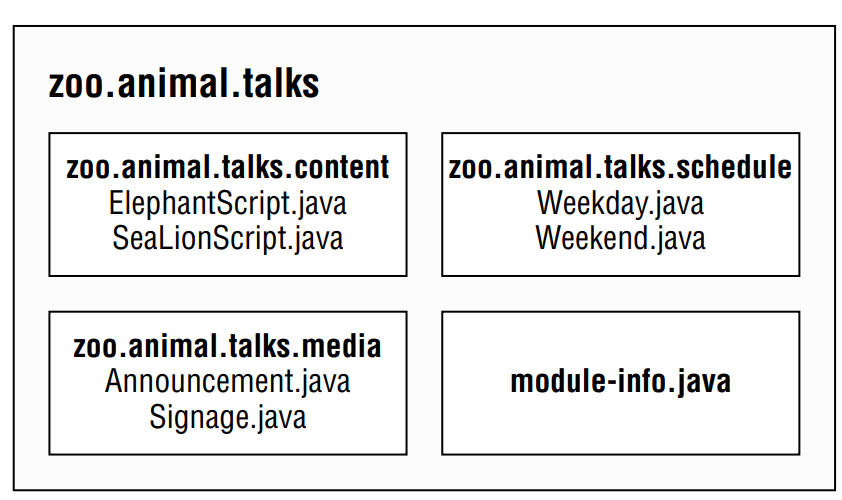 zoo.animal.talks
zoo.animal.talks.content
ElephantScript.java
SeaLionScript.java
zoo.animal.talks.schedule
Weekday.java
Weekend.java
zoo.animal.talks.media
Announcement.java
Signage.java
module-info.java